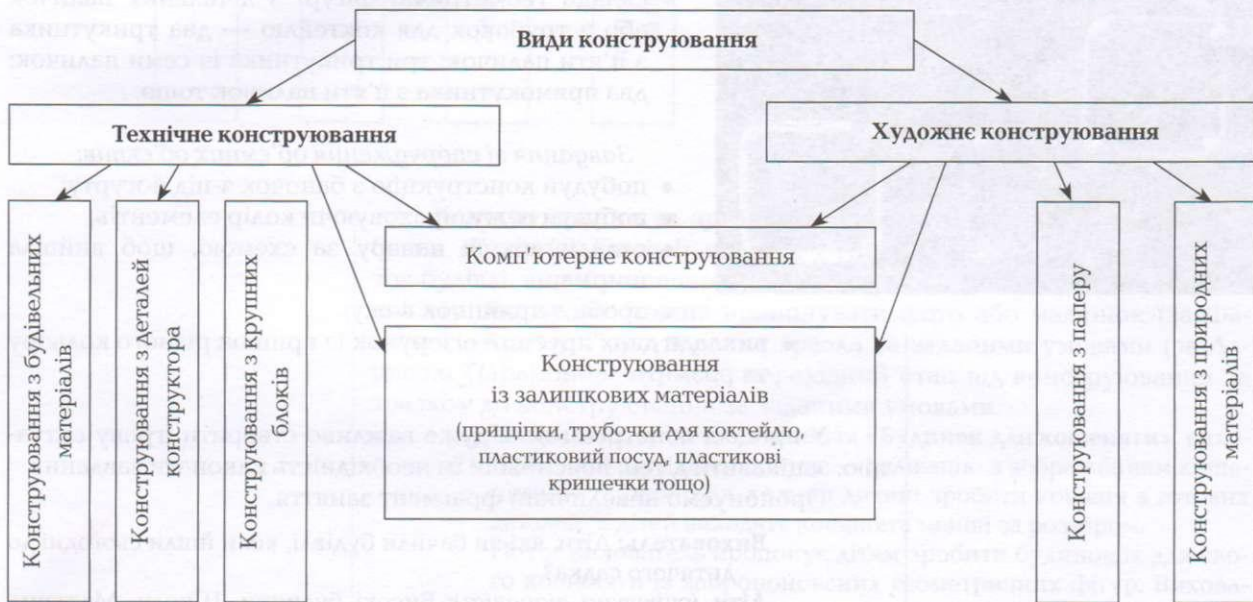 Види конструювання
Технічне конструювання
Художнє конструювання
Конструювання з будівельних
матеріалів
Конструювання з деталей
конструктора
Конструювання з крупних
блоків
Комп'ютерне конструювання
Конструювання
із залишкових матеріалів
(прищіпки, трубочки для коктейлю,
пластиковий посуд, пластикові
кришечки тощо)
Конструювання з паперу
Конструювання з природних
матеріалів